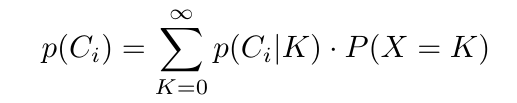 p(C_i) = \sum_{K=0}^{\infty} p(C_i|K) \cdot P(X = K)